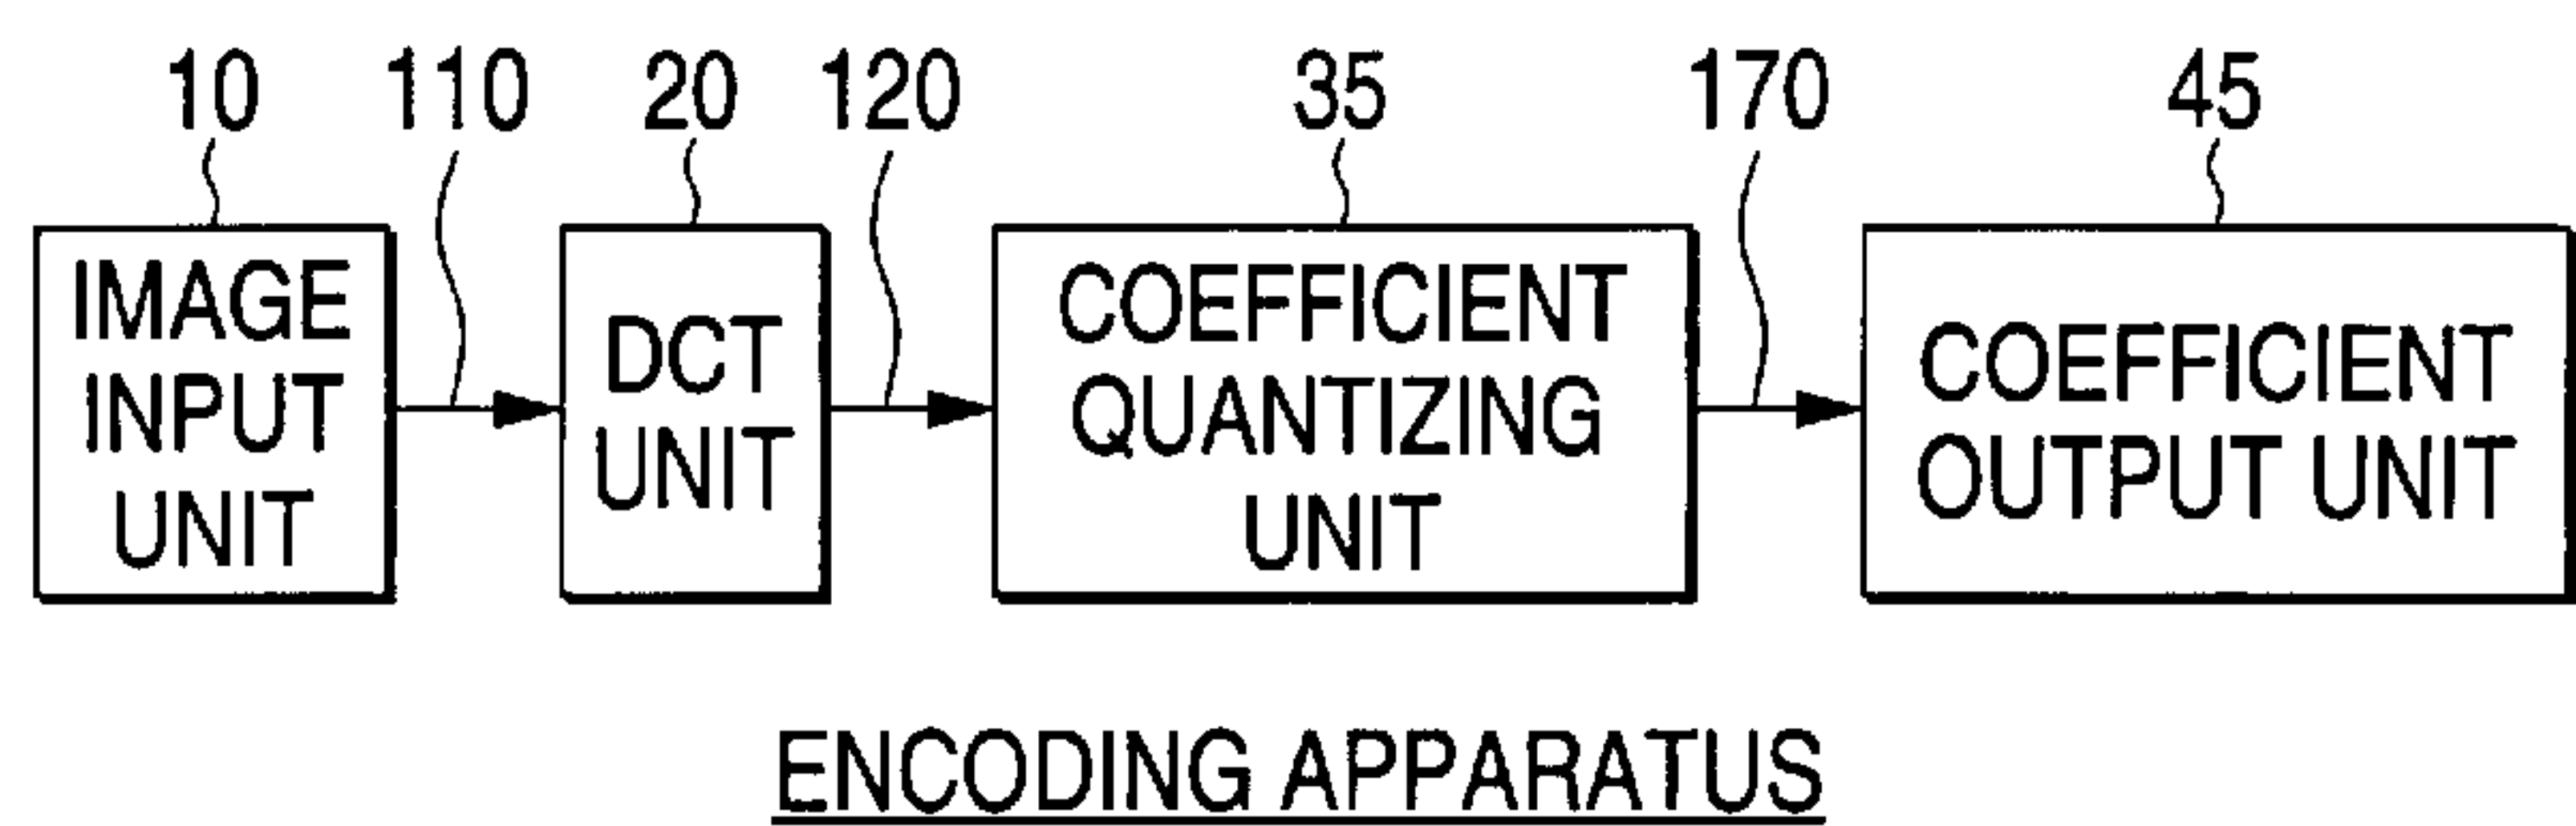 10 110 20 120 35 170 45
IMAGE
INPUT
UNIT
DCT
UNIT
COEFFICIENT
QUANTIZING
UNIT
COEFFICIENT
OUTPUT UNIT
ENCODING APPARATUS